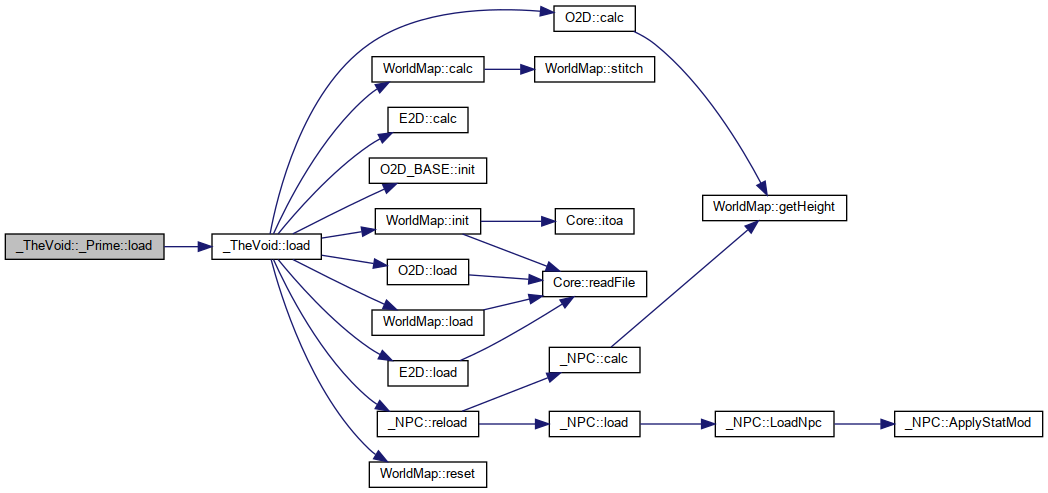 O2D::calc
WorldMap::calc
WorldMap::stitch
E2D::calc
O2D_BASE::init
WorldMap::getHeight
WorldMap::init
Core::itoa
_TheVoid::_Prime::load
_TheVoid::load
O2D::load
Core::readFile
WorldMap::load
_NPC::calc
E2D::load
_NPC::reload
_NPC::load
_NPC::LoadNpc
_NPC::ApplyStatMod
WorldMap::reset